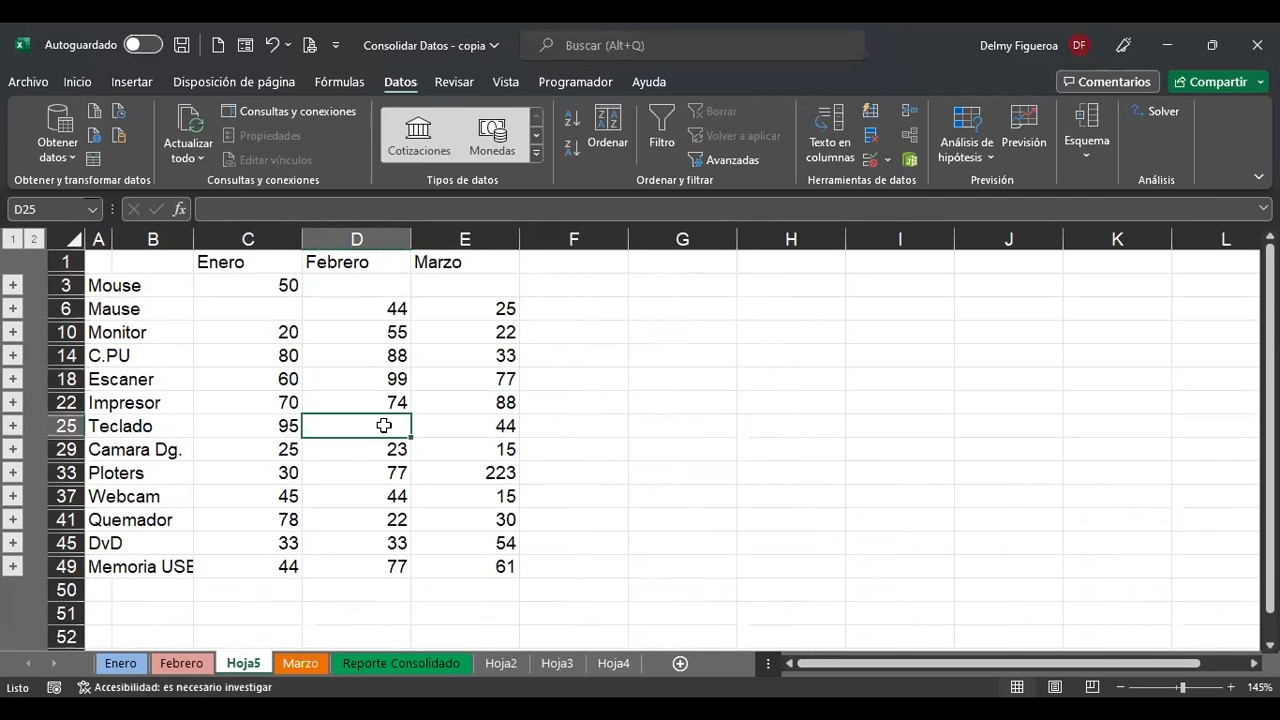 Autoguardado Consolidar Datos - copia Buscar (Alt+Q) Delmy Figueroa DF
Archivo Inicio Insertar Disposición de página Fórmulas Datos Revisar Vista Programador Ayuda Comentarios Compartir
Obtener datos Actualizar todo Consultas y conexiones Propiedades Editar vínculos Cotizaciones Monedas Ordenar Filtro Borrar Volver a aplicar Avanzadas Texto en columnas Análisis de hipótesis Previsión Esquema Solver
Obtener y transformar datos Consultas y conexiones Tipos de datos Ordenar y filtrar Herramientas de datos Previsión Análisis
D25 fx
1 2 A B C D E F G H I J K L
1 Enero Febrero Marzo
3 Mouse 50
6 Mause 44 25
10 Monitor 20 55 22
14 C.PU 80 88 33
18 Escaner 60 99 77
22 Impresor 70 74 88
25 Teclado 95 44
29 Camara Dg. 25 23 15
33 Ploters 30 77 223
37 Webcam 45 44 15
41 Quemador 78 22 30
45 DvD 33 33 54
49 Memoria USB 44 77 61
50
51
52
Enero Febrero Hoja5 Marzo Reporte Consolidado Hoja2 Hoja3 Hoja4
Listo Accesibilidad: es necesario investigar 145%